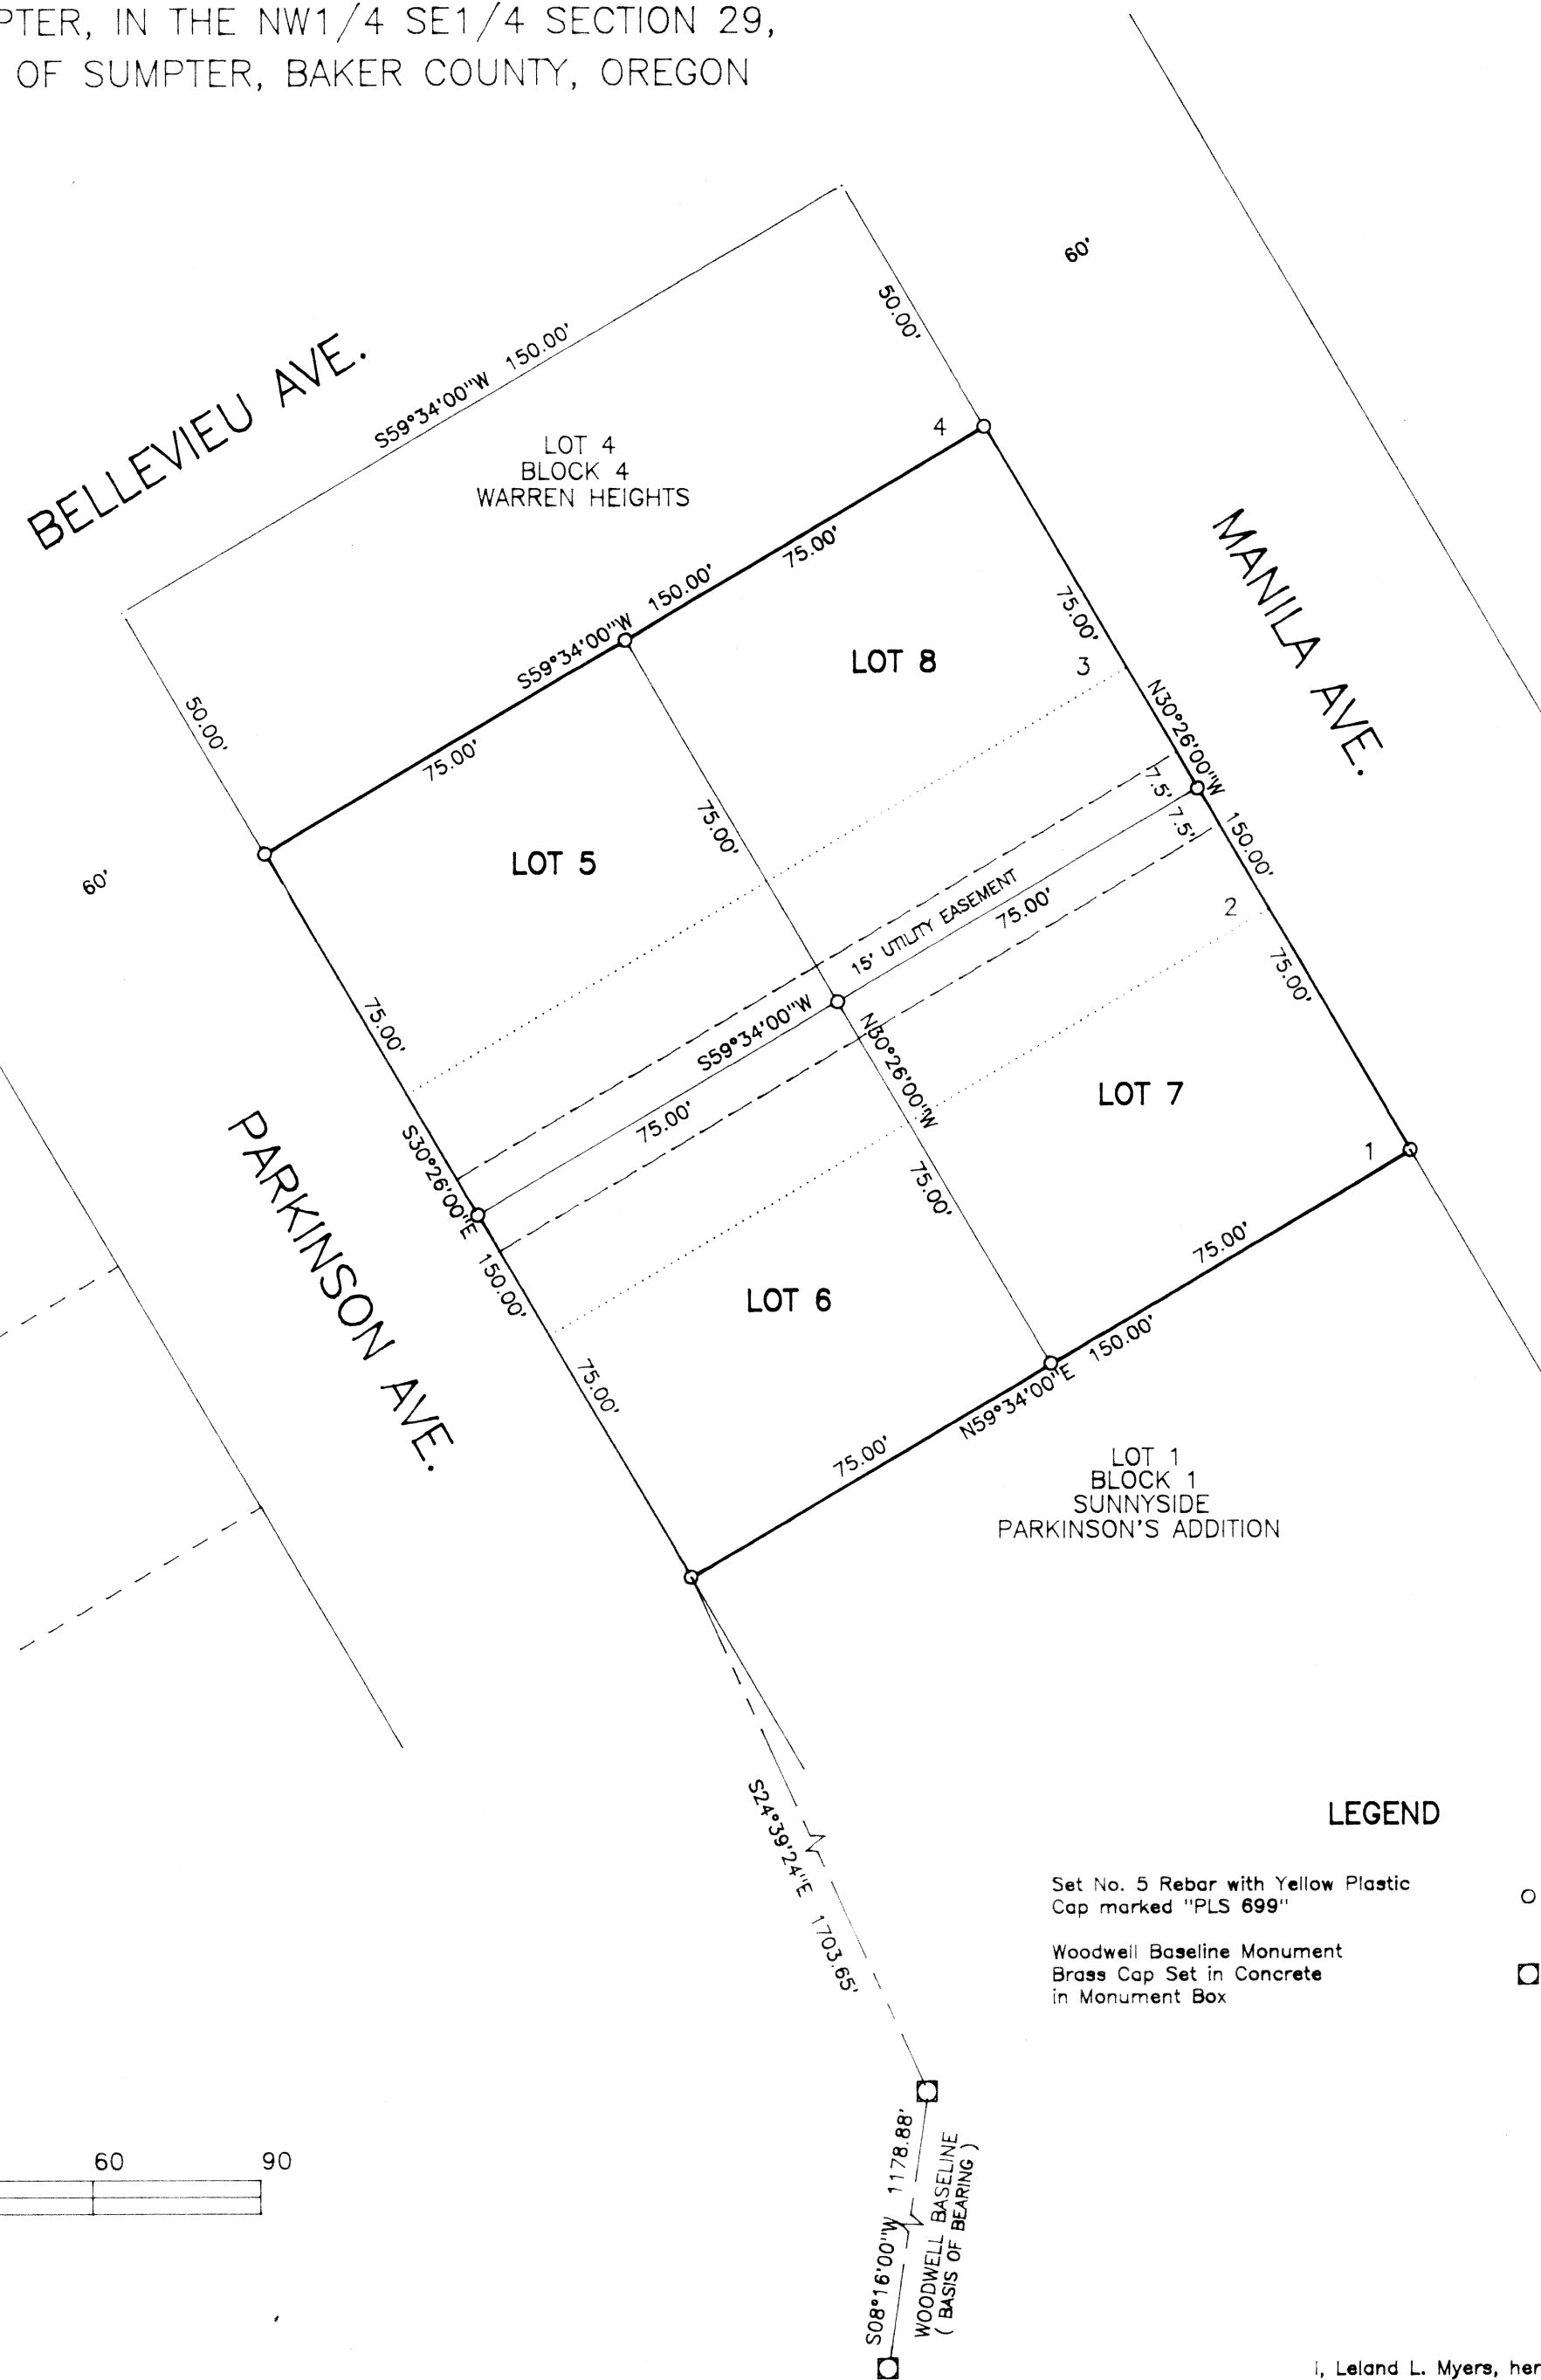 PTER, IN THE NW1/4 SE1/4 SECTION 29,
OF SUMPTER, BAKER COUNTY, OREGON
60'
50.00'
BELLEVIEU AVE.
S59°34'00"W 150.00'
LOT 4
BLOCK 4
WARREN HEIGHTS
4
75.00'
S59°34'00"W 150.00'
75.00'
MANILA AVE.
75.00'
LOT 8
3
N30°26'00"W 150.00'
50.00'
75.00'
7.5'
7.5'
LOT 5
60'
15' UTILITY EASEMENT
75.00'
2
75.00'
75.00'
S59°34'00"W
75.00'
N30°26'00"W
75.00'
LOT 7
1
PARKINSON AVE.
S30°26'00"E 150.00'
75.00'
LOT 6
75.00'
N59°34'00"E 150.00'
75.00'
LOT 1
BLOCK 1
SUNNYSIDE
PARKINSON'S ADDITION
S24°39'24"E 1703.65'
LEGEND
Set No. 5 Rebar with Yellow Plastic
Cap marked "PLS 699"
Woodwell Baseline Monument
Brass Cap Set in Concrete
in Monument Box
60 90
S08°16'00"W 1178.88'
WOODWELL BASELINE
( BASIS OF BEARING )
I, Leland L. Myers, her